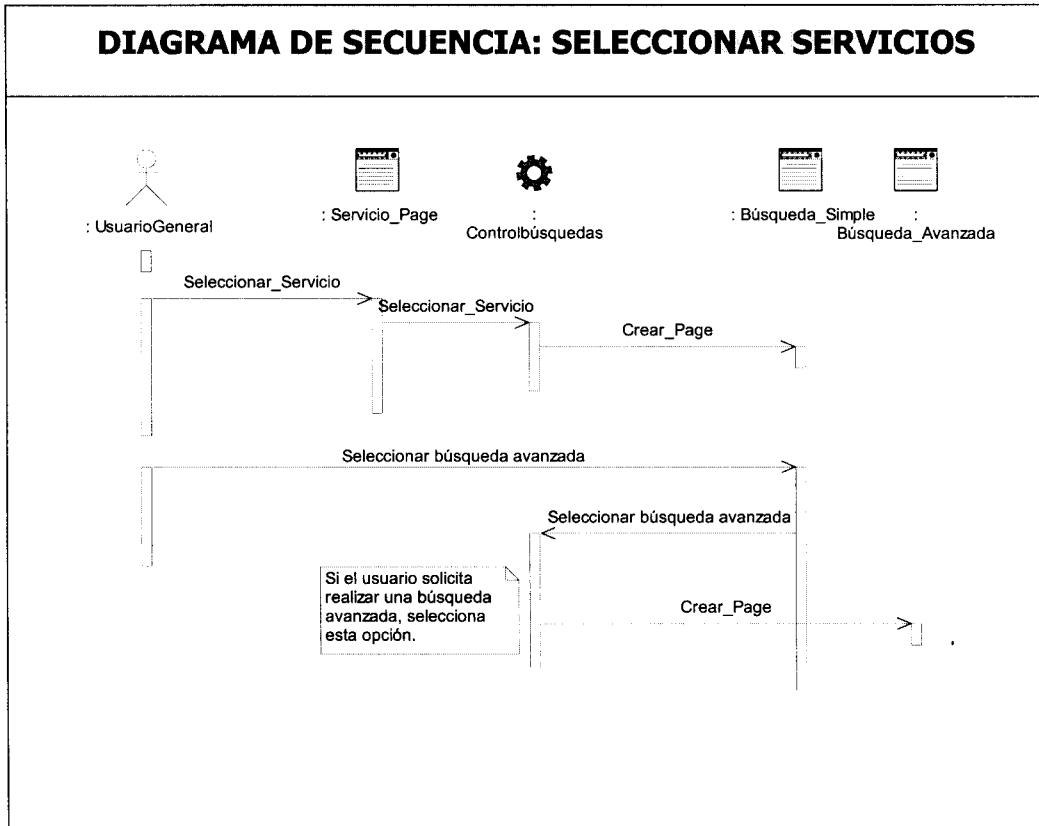 DIAGRAMA DE SECUENCIA: SELECCIONAR SERVICIOS
: UsuarioGeneral
: Servicio_Page
:
Controlbúsquedas
: Búsqueda_Simple
:
Búsqueda_Avanzada
Seleccionar_Servicio
Seleccionar_Servicio
Crear_Page
Seleccionar búsqueda avanzada
Seleccionar búsqueda avanzada
Si el usuario solicita
realizar una búsqueda
avanzada, selecciona
esta opción.
Crear_Page